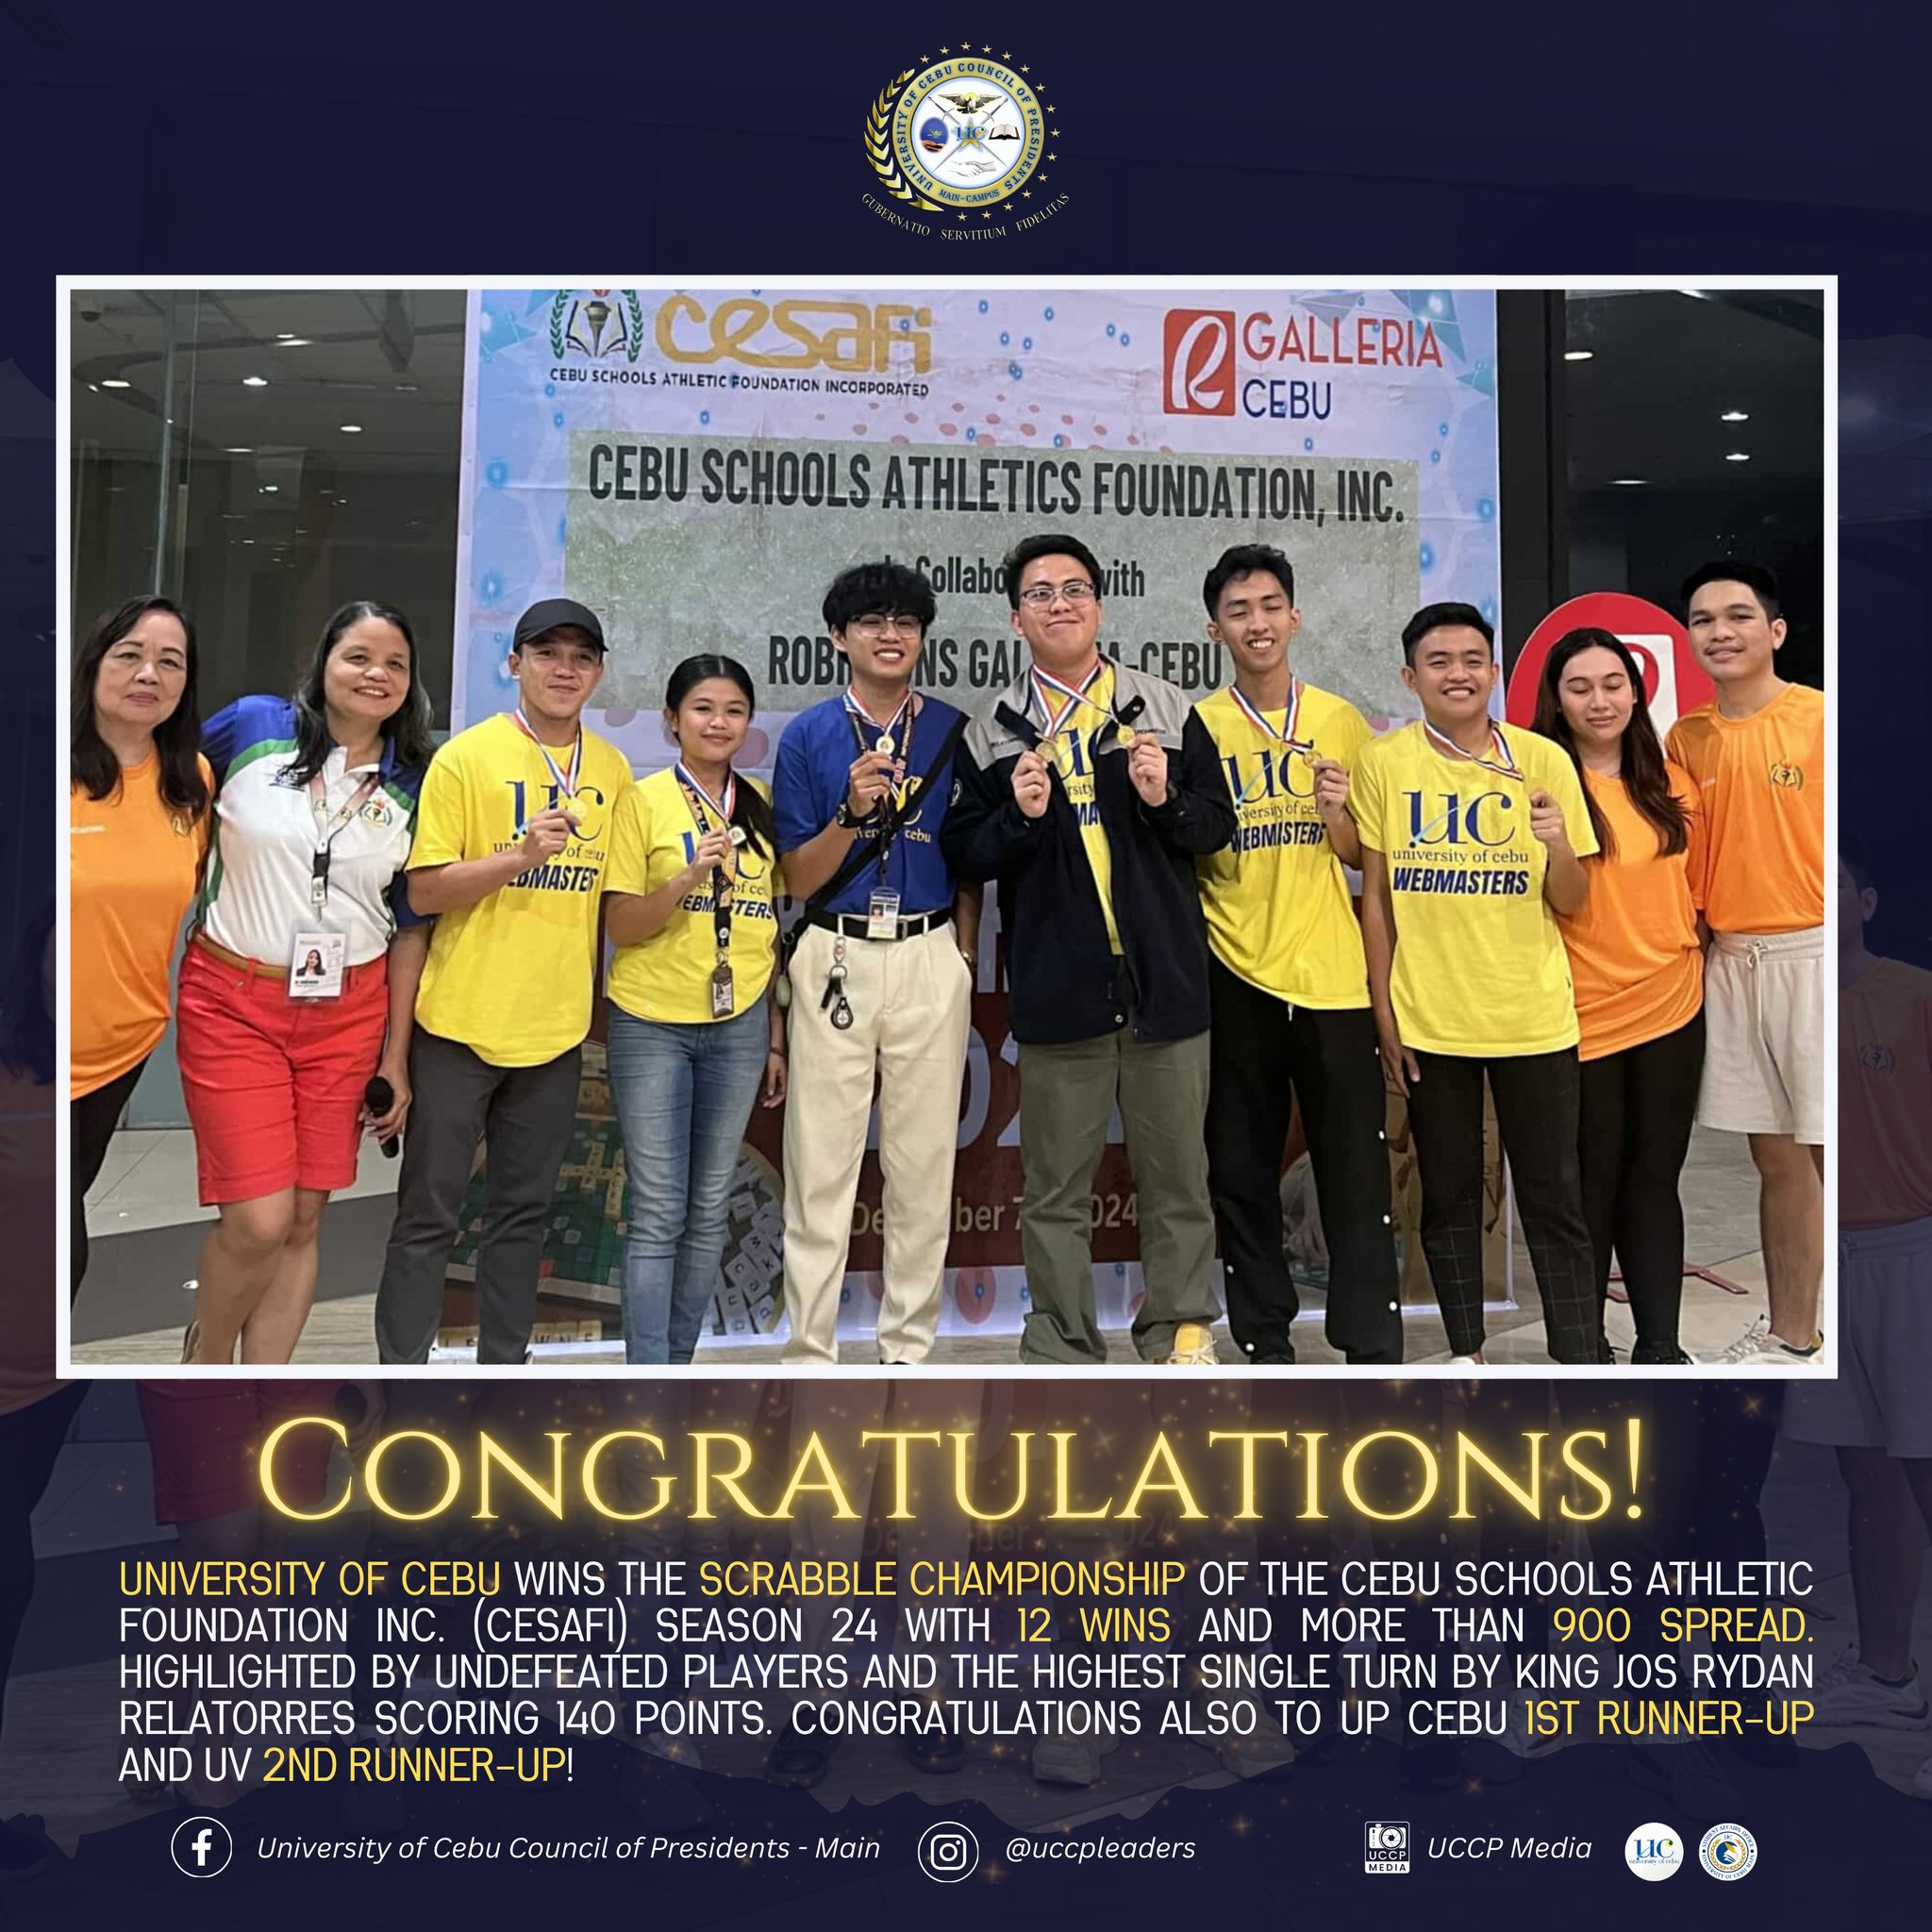 UNIVERSITY OF CEBU COUNCIL OF PRESIDENTS
UC
MAIN-CAMPUS
GUBERNATIO SERVITIUM FIDELITAS
cesafi
CEBU SCHOOLS ATHLETIC FOUNDATION INCORPORATED
R GALLERIA
CEBU
CEBU SCHOOLS ATHLETICS FOUNDATION, INC.
with
CEBU
uc
university of cebu
WEBMASTERS
2024
CONGRATULATIONS!
UNIVERSITY OF CEBU WINS THE SCRABBLE CHAMPIONSHIP OF THE CEBU SCHOOLS ATHLETIC
FOUNDATION INC. (CESAFI) SEASON 24 WITH 12 WINS AND MORE THAN 900 SPREAD.
HIGHLIGHTED BY UNDEFEATED PLAYERS AND THE HIGHEST SINGLE TURN BY KING JOS RYDAN
RELATORRES SCORING 140 POINTS. CONGRATULATIONS ALSO TO UP CEBU 1ST RUNNER-UP
AND UV 2ND RUNNER-UP!
University of Cebu Council of Presidents - Main
@uccpleaders
UCCP
MEDIA
UCCP Media
UC
university of cebu